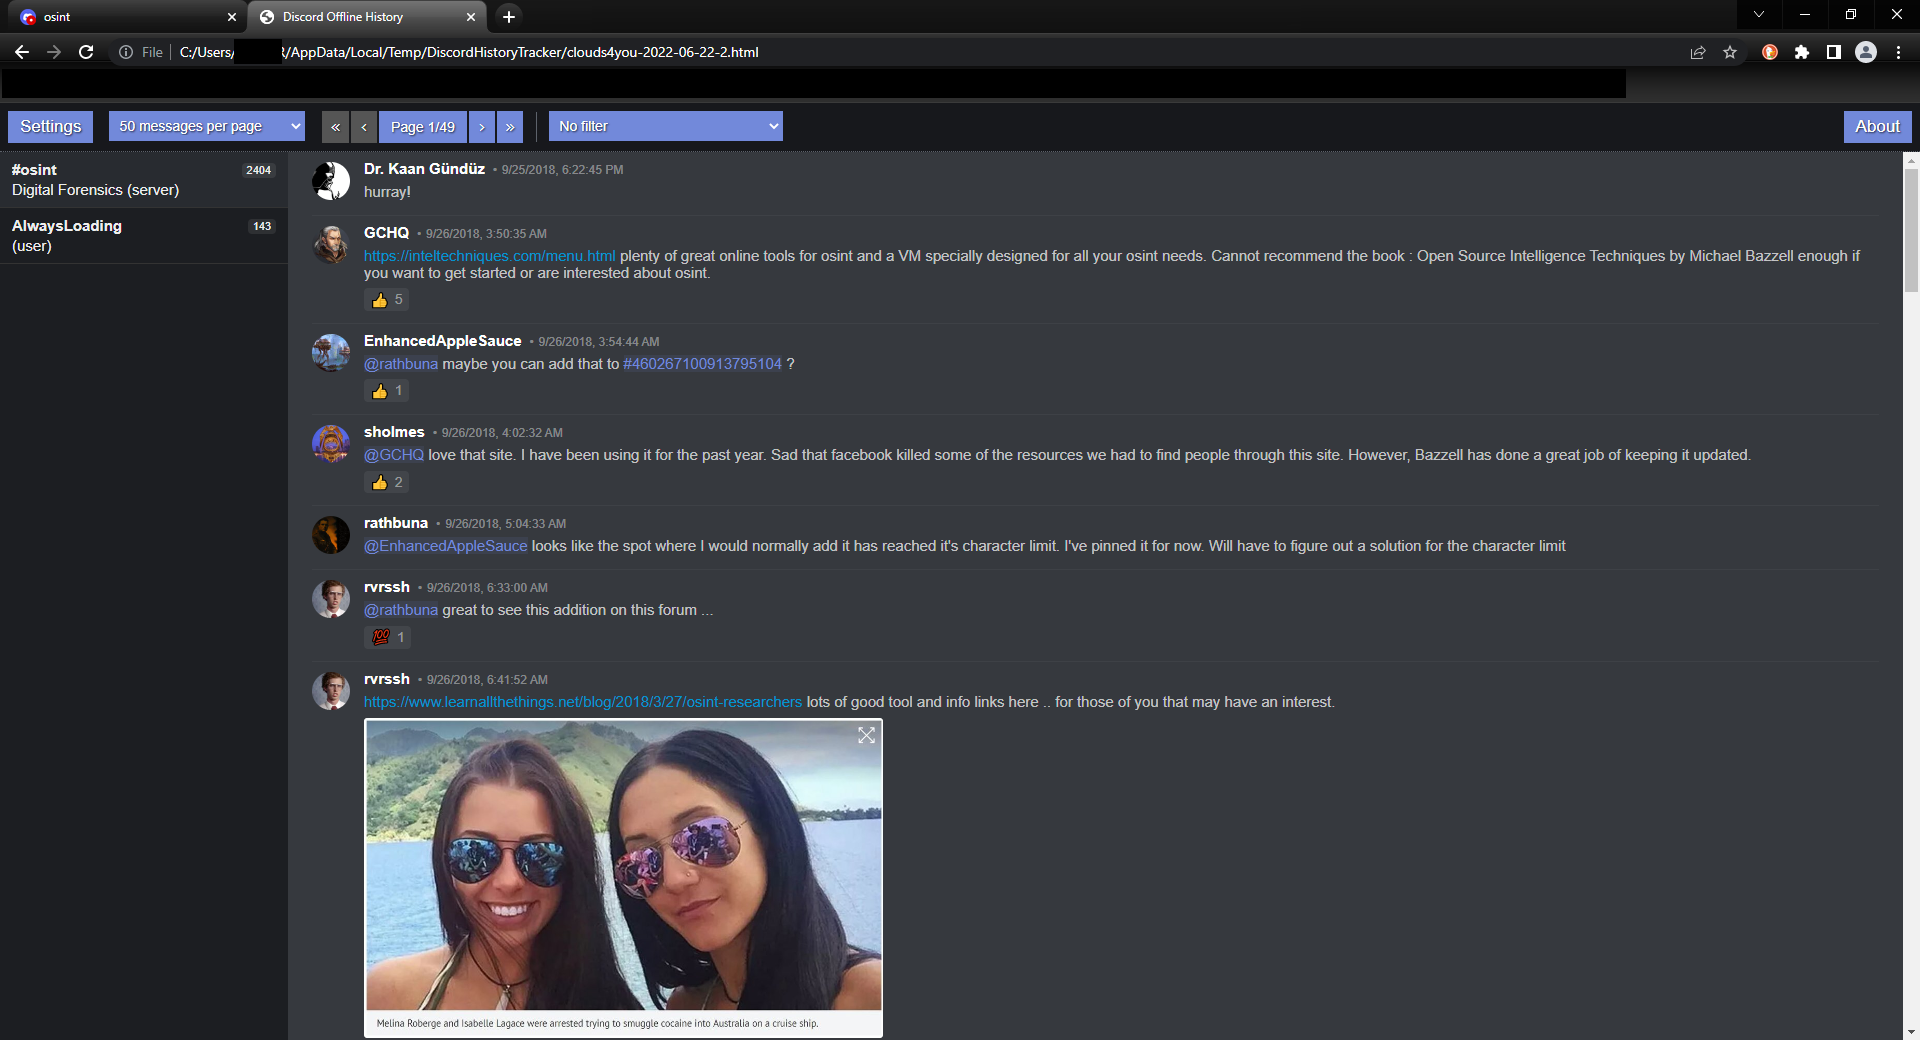 osint
Discord Offline History
File
C:/Users/
/AppData/Local/Temp/DiscordHistoryTracker/clouds4you-2022-06-22-2.html
Settings
50 messages per page
«
‹
Page 1/49
›
»
No filter
About
#osint
2404
Digital Forensics (server)
AlwaysLoading
143
(user)
Dr. Kaan Gündüz • 9/25/2018, 6:22:45 PM
hurray!
GCHQ • 9/26/2018, 3:50:35 AM
https://inteltechniques.com/menu.html plenty of great online tools for osint and a VM specially designed for all your osint needs. Cannot recommend the book : Open Source Intelligence Techniques by Michael Bazzell enough if
you want to get started or are interested about osint.
👍 5
EnhancedAppleSauce • 9/26/2018, 3:54:44 AM
@rathbuna maybe you can add that to #460267100913795104 ?
👍 1
sholmes • 9/26/2018, 4:02:32 AM
@GCHQ love that site. I have been using it for the past year. Sad that facebook killed some of the resources we had to find people through this site. However, Bazzell has done a great job of keeping it updated.
👍 2
rathbuna • 9/26/2018, 5:04:33 AM
@EnhancedAppleSauce looks like the spot where I would normally add it has reached it's character limit. I've pinned it for now. Will have to figure out a solution for the character limit
rvrssh • 9/26/2018, 6:33:00 AM
@rathbuna great to see this addition on this forum ...
💯 1
rvrssh • 9/26/2018, 6:41:52 AM
https://www.learnallthethings.net/blog/2018/3/27/osint-researchers lots of good tool and info links here .. for those of you that may have an interest.
Melina Roberge and Isabelle Lagace were arrested trying to smuggle cocaine into Australia on a cruise ship.